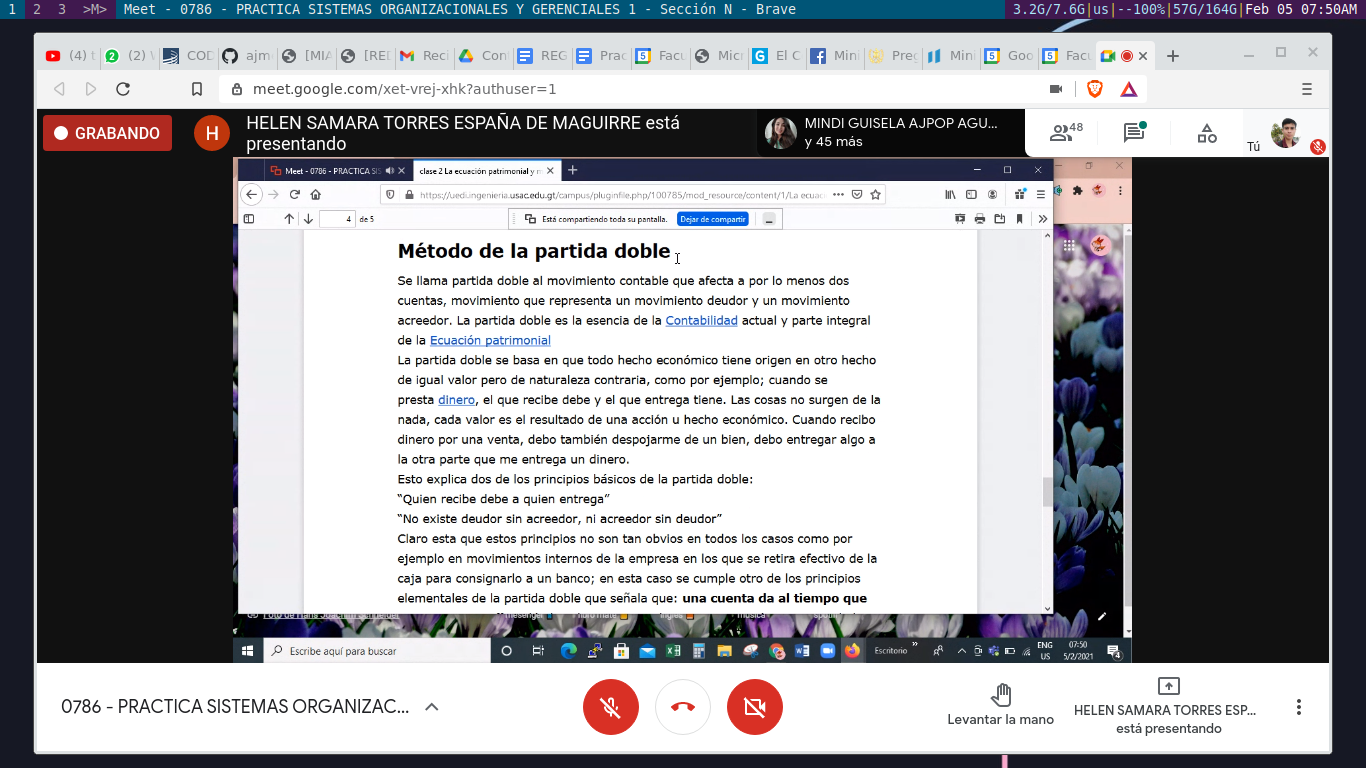 1 2 3 >M> Meet - 0786 - PRACTICA SISTEMAS ORGANIZACIONALES Y GERENCIALES 1 - Sección N - Brave 3.2G/7.6G|us|--100%|57G/164G|Feb 05 07:50AM
(4) t (2) COD ajm [MIA [REC Reci Con REG Prac Facu Micr El C Mini Preg Mini Goo Facu
meet.google.com/xet-vrej-xhk?authuser=1
GRABANDO
H
HELEN SAMARA TORRES ESPAÑA DE MAGUIRRE está
presentando
MINDI GUISELA AJPOP AGU...
y 45 más
48
Tú
Meet - 0786 - PRACTICA SIS clase 2 La ecuación patrimonial y m
https://uedi.ingenieria.usac.edu.gt/campus/pluginfile.php/100785/mod_resource/content/1/La ecuac
4 de 5
Está compartiendo toda su pantalla. Dejar de compartir
Método de la partida doble
Se llama partida doble al movimiento contable que afecta a por lo menos dos
cuentas, movimiento que representa un movimiento deudor y un movimiento
acreedor. La partida doble es la esencia de la Contabilidad actual y parte integral
de la Ecuación patrimonial
La partida doble se basa en que todo hecho económico tiene origen en otro hecho
de igual valor pero de naturaleza contraria, como por ejemplo; cuando se
presta dinero, el que recibe debe y el que entrega tiene. Las cosas no surgen de la
nada, cada valor es el resultado de una acción u hecho económico. Cuando recibo
dinero por una venta, debo también despojarme de un bien, debo entregar algo a
la otra parte que me entrega un dinero.
Esto explica dos de los principios básicos de la partida doble:
“Quien recibe debe a quien entrega”
“No existe deudor sin acreedor, ni acreedor sin deudor”
Claro esta que estos principios no son tan obvios en todos los casos como por
ejemplo en movimientos internos de la empresa en los que se retira efectivo de la
caja para consignarlo a un banco; en esta caso se cumple otro de los principios
elementales de la partida doble que señala que: una cuenta da al tiempo que
Foto de Hans Joachim Schneider
Escribe aquí para buscar
Escritorio
ENG
US
07:50
5/2/2021
4
0786 - PRACTICA SISTEMAS ORGANIZAC...
Levantar la mano
HELEN SAMARA TORRES ESP...
está presentando